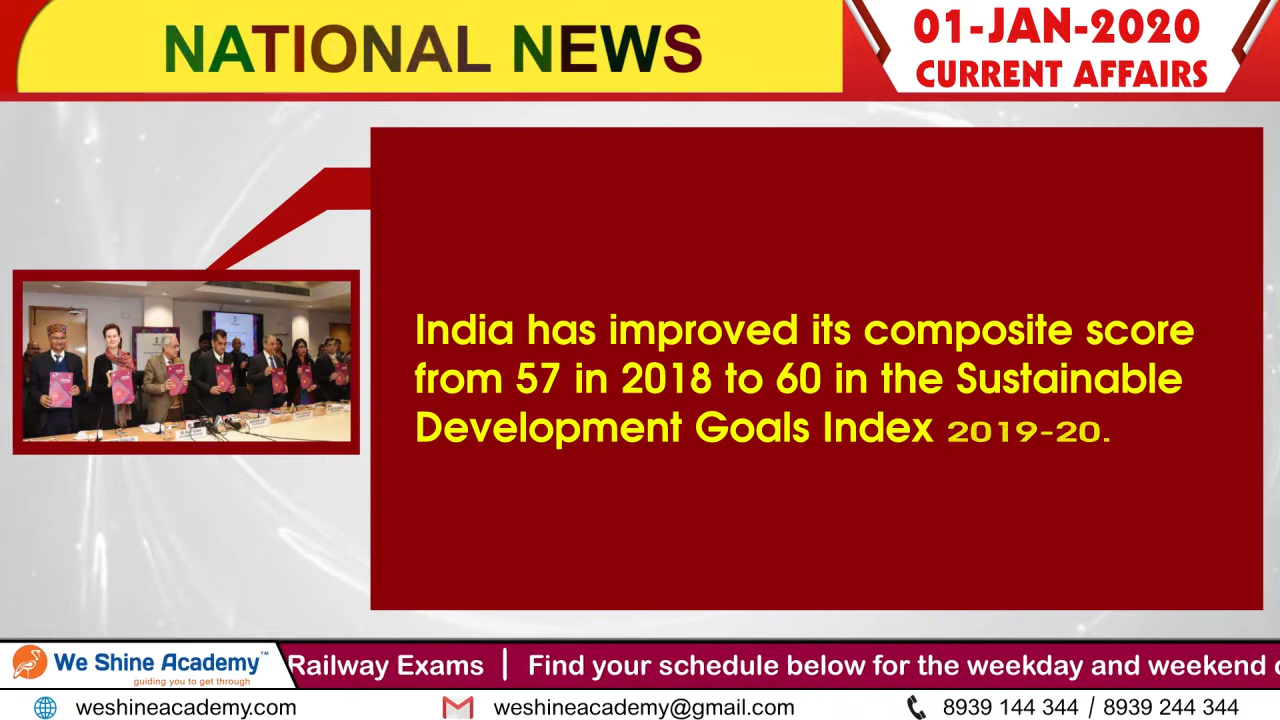 NATIONAL NEWS
01-JAN-2020
CURRENT AFFAIRS
India has improved its composite score
from 57 in 2018 to 60 in the Sustainable
Development Goals Index 2019-20.
We Shine Academy™
guiding you to get through
Railway Exams | Find your schedule below for the weekday and weekend
weshineacademy.com
weshineacademy@gmail.com
8939 144 344 / 8939 244 344